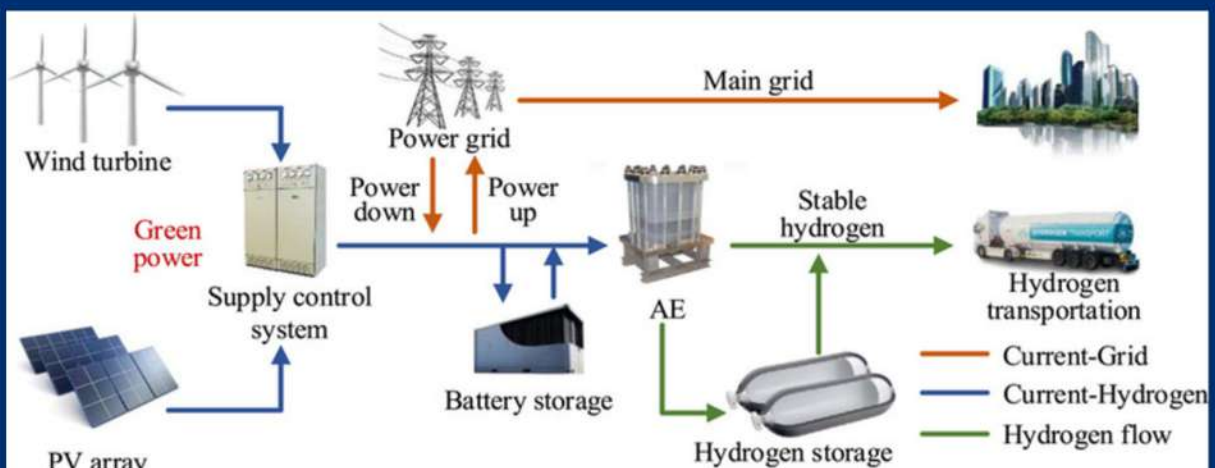 Main grid
Power grid
Wind turbine
Power
down
Power
up
Green
power
Stable
hydrogen
Supply control
system
AE
Hydrogen
transportation
Battery storage
Hydrogen storage
PV array
Current-Grid
Current-Hydrogen
Hydrogen flow